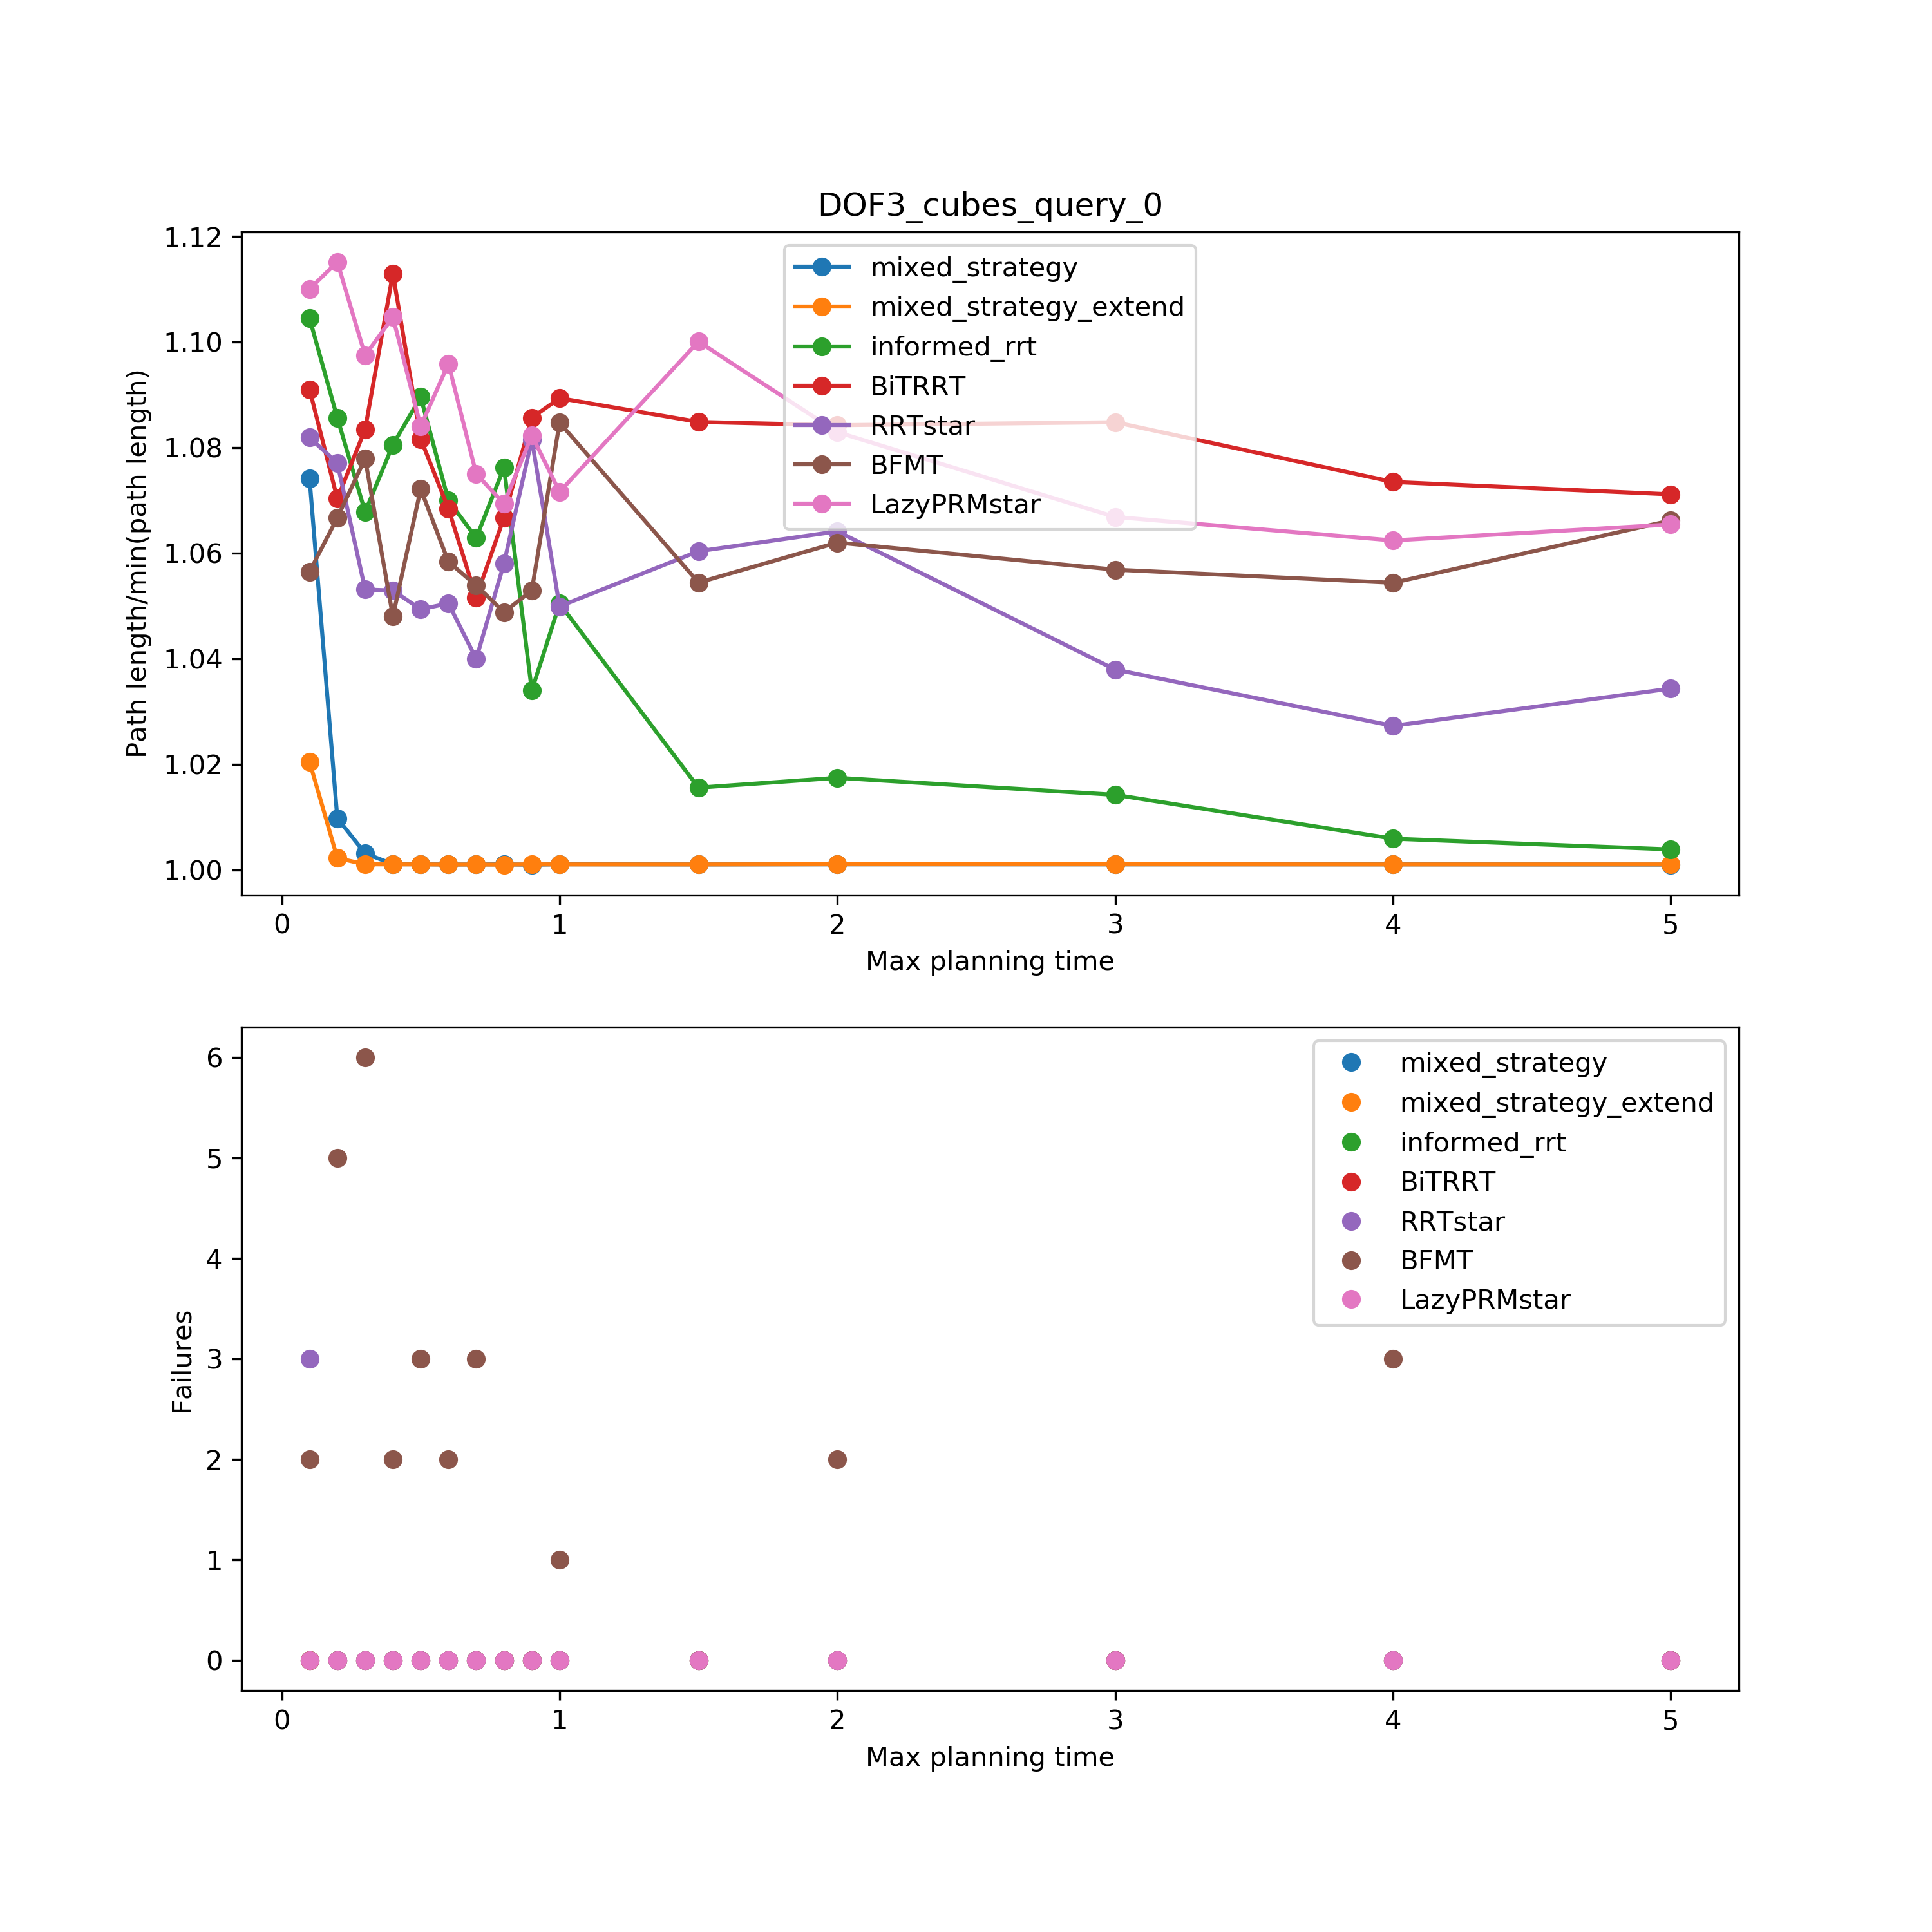 DOF3_cubes_query_0
1.12
1.10
1.08
1.06
1.04
1.02
1.00
Path length/min(path length)
mixed_strategy
mixed_strategy_extend
informed_rrt
BiTRRT
RRTstar
BFMT
LazyPRMstar
0 1 2 3 4 5
Max planning time
6
5
4
3
2
1
0
Failures
mixed_strategy
mixed_strategy_extend
informed_rrt
BiTRRT
RRTstar
BFMT
LazyPRMstar
0 1 2 3 4 5
Max planning time